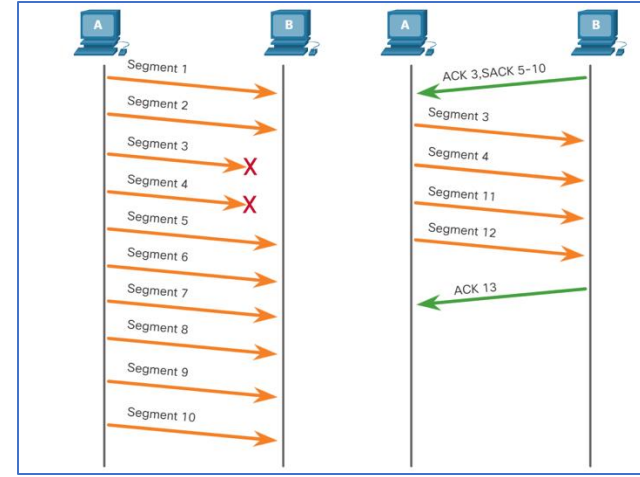 A
B
Segment 1
Segment 2
Segment 3
X
Segment 4
X
Segment 5
Segment 6
Segment 7
Segment 8
Segment 9
Segment 10
A
B
ACK 3,SACK 5-10
Segment 3
Segment 4
Segment 11
Segment 12
ACK 13